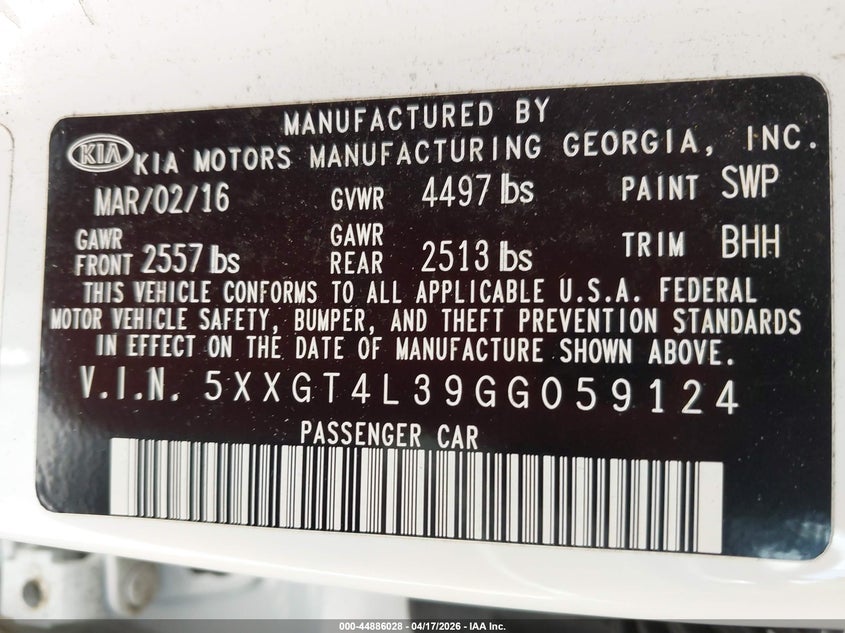 MANUFACTURED BY
KIA KIA MOTORS MANUFACTURING GEORGIA, INC.
MAR/02/16 GVWR 4497 lbs PAINT SWP
GAWR FRONT 2557 lbs GAWR REAR 2513 lbs TRIM BHH
THIS VEHICLE CONFORMS TO ALL APPLICABLE U.S.A. FEDERAL
MOTOR VEHICLE SAFETY, BUMPER, AND THEFT PREVENTION STANDARDS
IN EFFECT ON THE DATE OF MANUFACTURE SHOWN ABOVE.
V.I.N. 5XXGT4L39GG059124
PASSENGER CAR
000-44886028 - 04/17/2026 - IAA Inc.